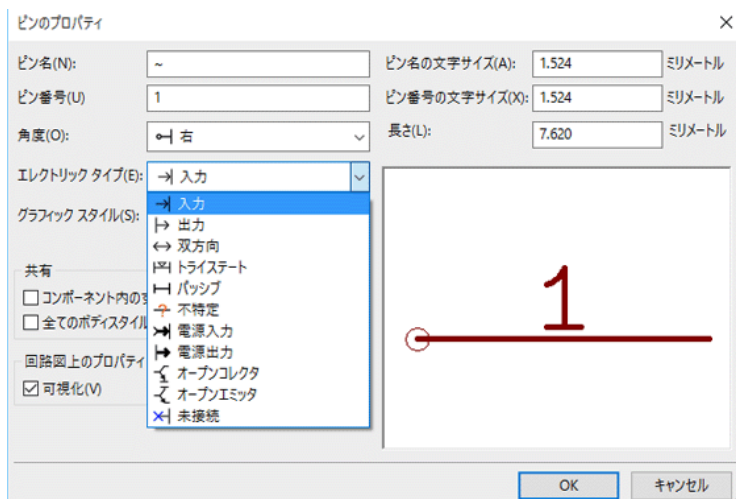 ピンのプロパティ
ピン名(N):
~
ピン名の文字サイズ(A):
1.524
ミリメートル
ピン番号(U)
1
ピン番号の文字サイズ(X):
1.524
ミリメートル
角度(O):
右
長さ(L):
7.620
ミリメートル
エレクトリック タイプ(E):
入力
入力
出力
双方向
トライステート
パッシブ
不特定
電源入力
電源出力
オープンコレクタ
オープンエミッタ
未接続
グラフィック スタイル(S):
共有
コンポーネント内の
全てのボディスタイル
回路図上のプロパティ
可視化(V)
1
OK
キャンセル